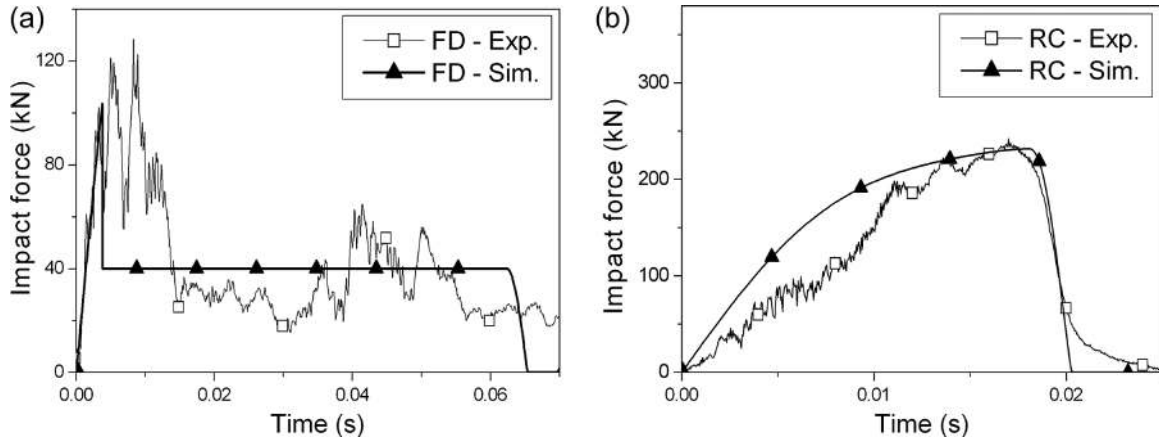 (a)
FD - Exp.
FD - Sim.
Impact force (kN)
120
80
40
0
0.00 0.02 0.04 0.06
Time (s)
(b)
RC - Exp.
RC - Sim.
Impact force (kN)
300
200
100
0
0.00 0.01 0.02
Time (s)